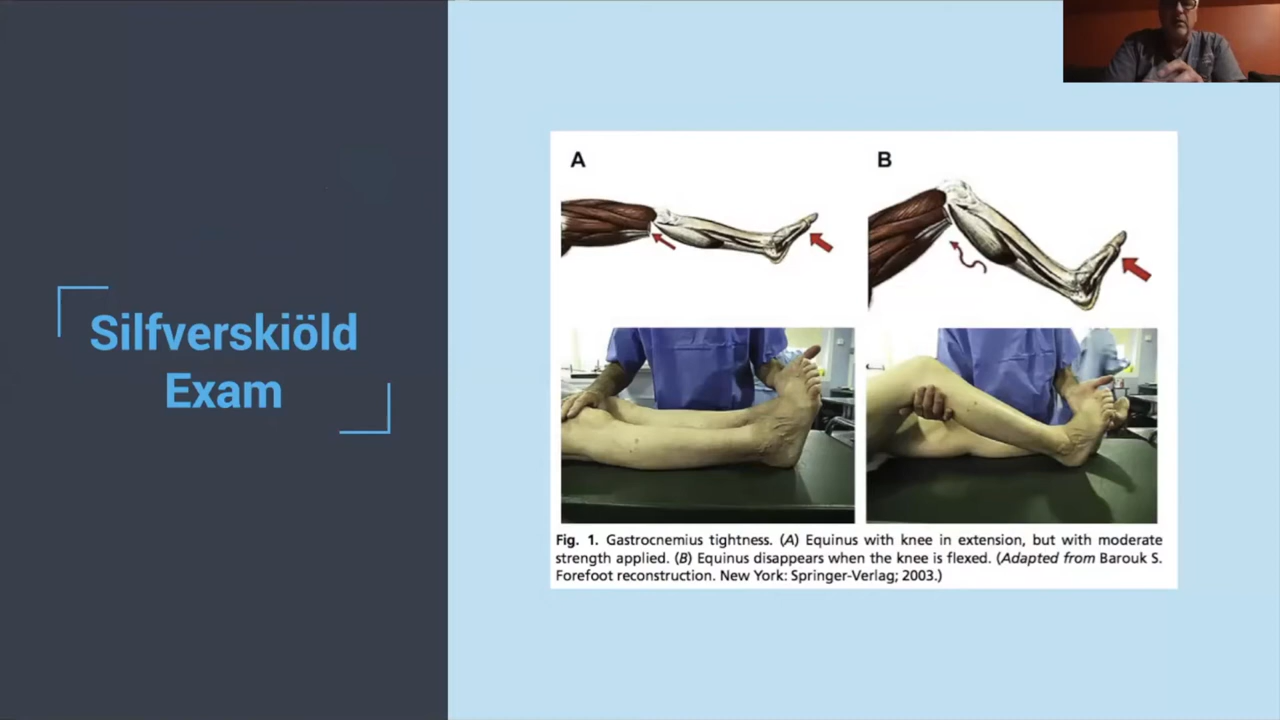 Silfverskiöld
Exam
A
B
Fig. 1. Gastrocnemius tightness. (A) Equinus with knee in extension, but with moderate
strength applied. (B) Equinus disappears when the knee is flexed. (Adapted from Barouk S.
Forefoot reconstruction. New York: Springer-Verlag; 2003.)